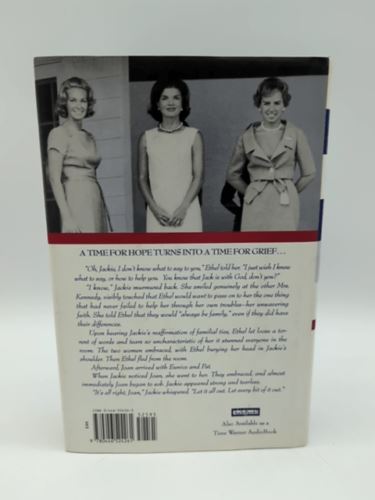 A TIME FOR HOPE TURNS INTO A TIME FOR GRIEF . . .
"Oh, Jackie, I don't know what to say to you," Ethel told her. "I just wish I knew
what to say, or how to help you. You know that Jack is with God, don't you?"
"I know," Jackie murmured back. She smiled genuinely at the other Mrs.
Kennedy, visibly touched that Ethel would want to pass on to her the one thing
that had never failed to help her through her own troubles–her unwavering
faith. She told Ethel that they would "always be family," even if they did have
their differences.
Upon hearing Jackie's reaffirmation of familial ties, Ethel let loose a tor-
rent of words and tears so uncharacteristic of her it stunned everyone in the
room. The two women embraced, with Ethel burying her head in Jackie's
shoulder. Then Ethel fled from the room.
Afterward, Joan arrived with Eunice and Pat.
When Jackie noticed Joan, she went to her. They embraced, and almost
immediately Joan began to sob. Jackie appeared strong and tearless.
"It's all right, Joan," Jackie whispered. "Let it all out. Let every bit of it out."
52595
Also Available as a
Time Warner AudioBook